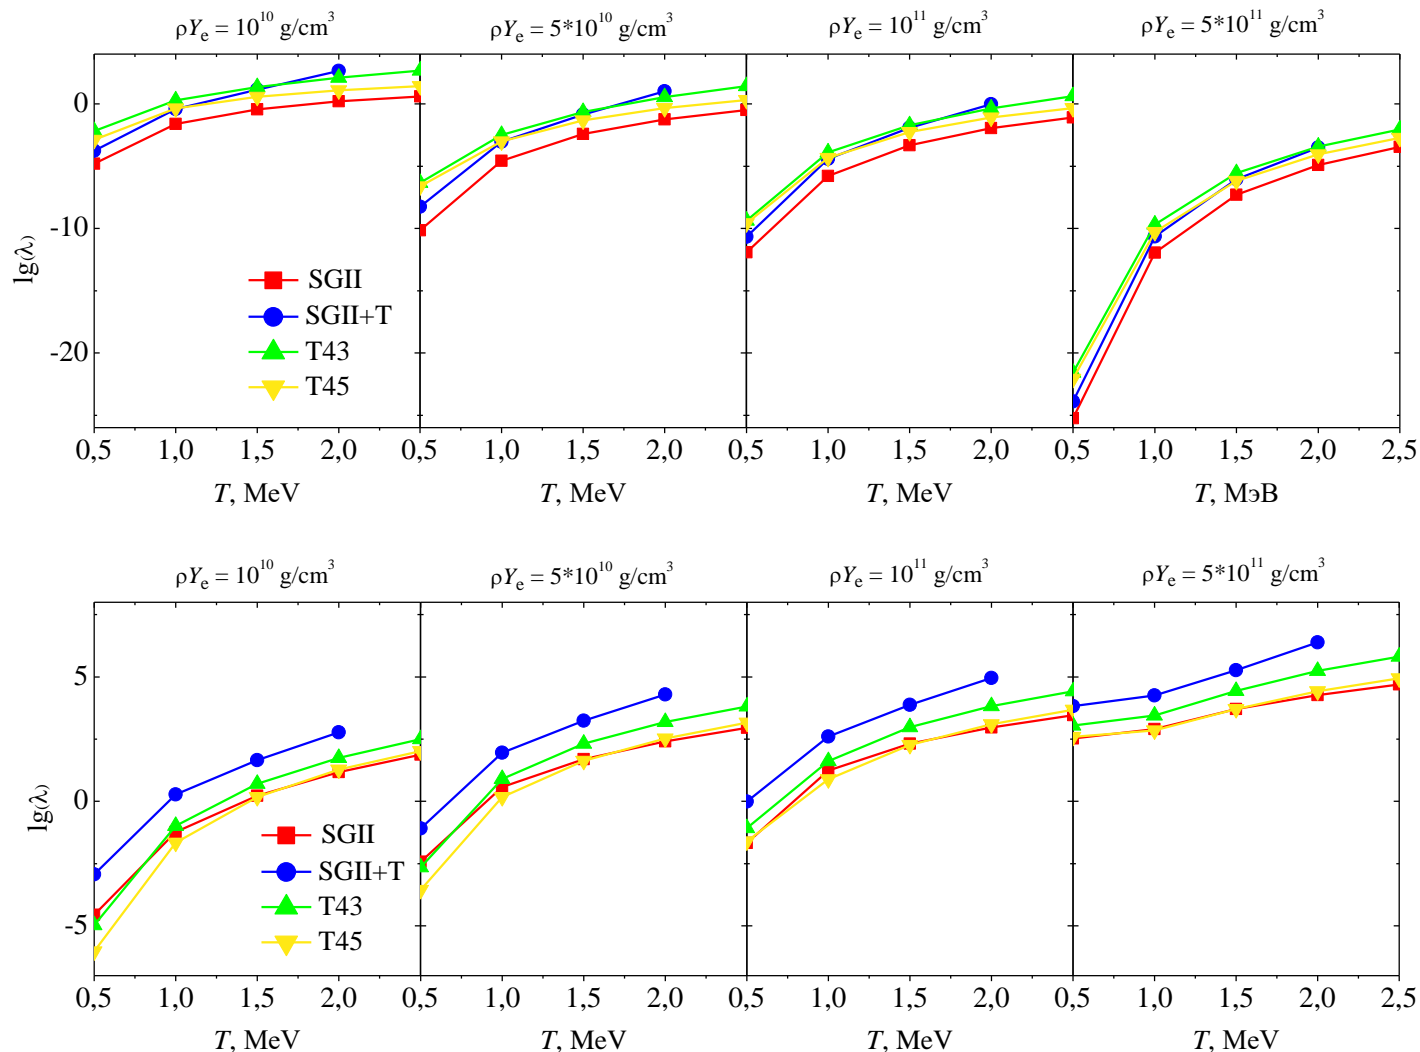 ρYe = 10^10 g/cm^3 ρYe = 5*10^10 g/cm^3 ρYe = 10^11 g/cm^3 ρYe = 5*10^11 g/cm^3
0
-10
-20
lg(λ)
SGII
SGII+T
T43
T45
0,5 1,0 1,5 2,0 0,5 1,0 1,5 2,0 0,5 1,0 1,5 2,0 0,5 1,0 1,5 2,0 2,5
T, MeV T, MeV T, MeV T, МэВ
ρYe = 10^10 g/cm^3 ρYe = 5*10^10 g/cm^3 ρYe = 10^11 g/cm^3 ρYe = 5*10^11 g/cm^3
5
0
-5
lg(λ)
SGII
SGII+T
T43
T45
0,5 1,0 1,5 2,0 0,5 1,0 1,5 2,0 0,5 1,0 1,5 2,0 0,5 1,0 1,5 2,0 2,5
T, MeV T, MeV T, MeV T, MeV